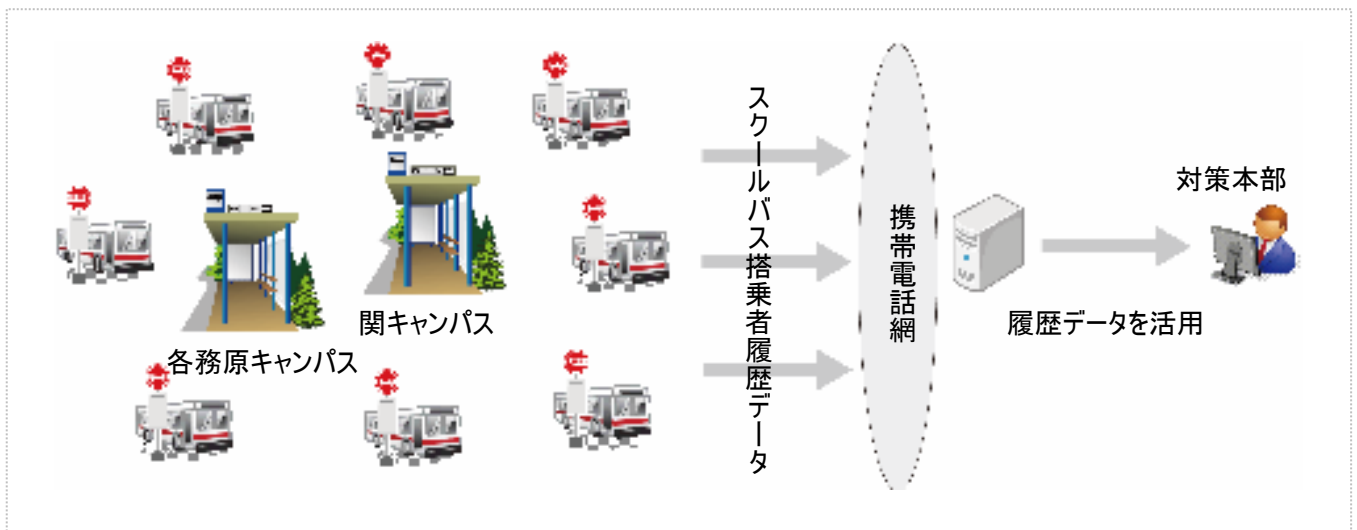 関キャンパス
各務原キャンパス
スクールバス搭乗者履歴データ
携帯電話網
対策本部
履歴データを活用